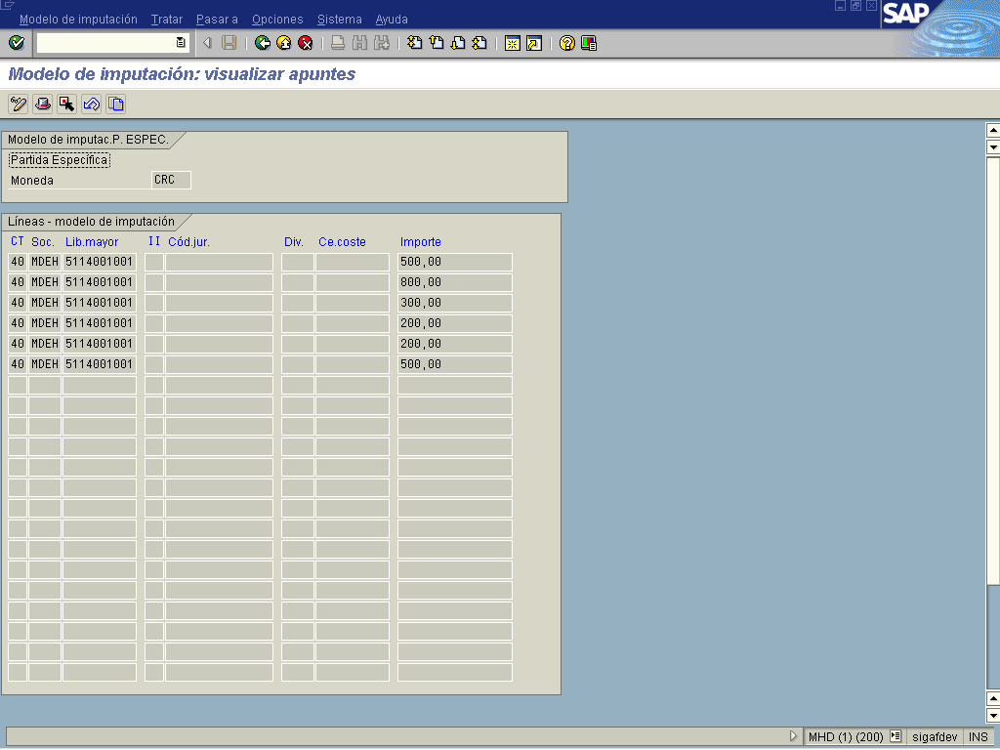 Modelo de imputación Tratar Pasar a Opciones Sistema Ayuda
SAP
Modelo de imputación: visualizar apuntes
Modelo de imputac.P. ESPEC.
Partida Específica
Moneda CRC
Líneas - modelo de imputación
CT Soc. Lib.mayor II Cód.jur. Div. Ce.coste Importe
40 MDEH 5114001001 500,00
40 MDEH 5114001001 800,00
40 MDEH 5114001001 300,00
40 MDEH 5114001001 200,00
40 MDEH 5114001001 200,00
40 MDEH 5114001001 500,00
MHD (1) (200) sigafdev INS